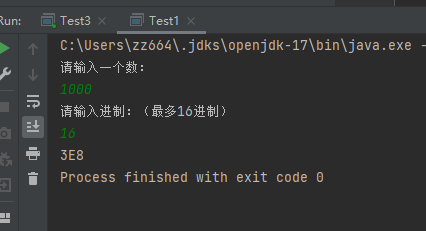 Run: Test3 × Test1 ×
C:\Users\zz664\.jdks\openjdk-17\bin\java.exe -
请输入一个数：
1000
请输入进制：（最多16进制）
16
3E8
Process finished with exit code 0